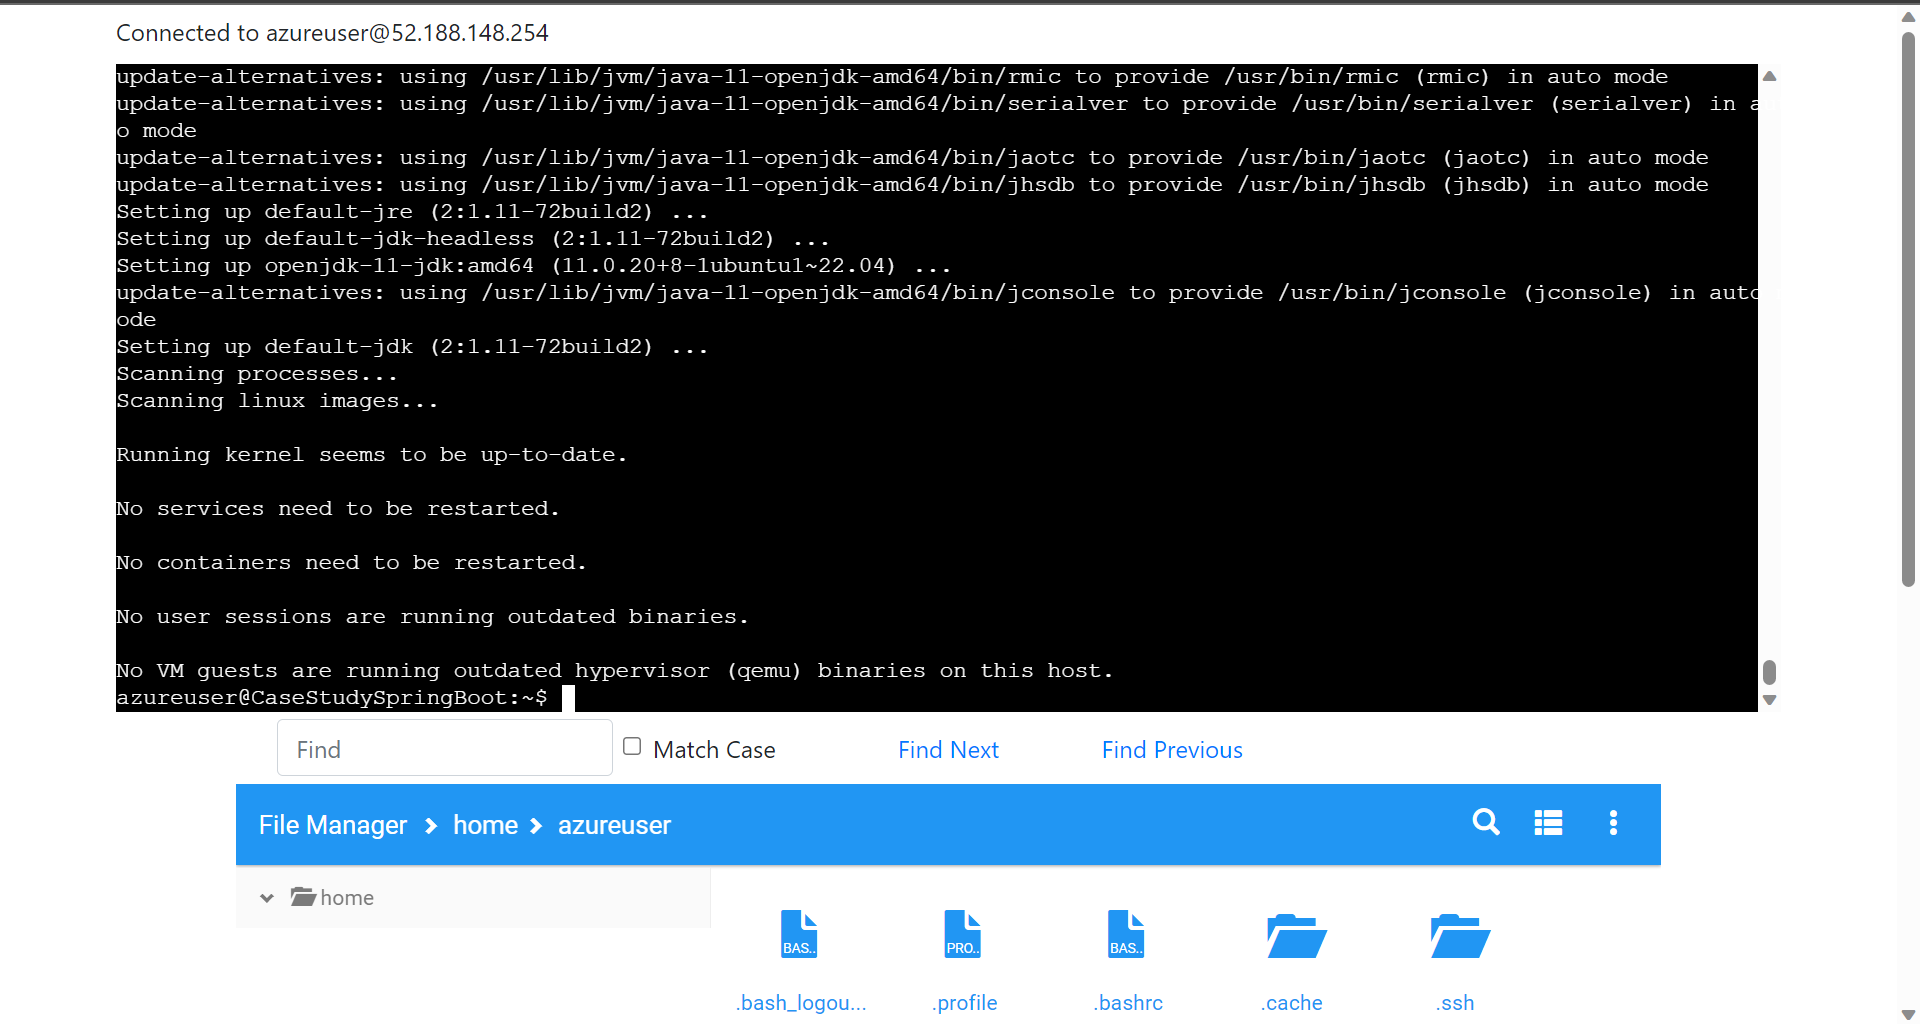 Connected to azureuser@52.188.148.254
update-alternatives: using /usr/lib/jvm/java-11-openjdk-amd64/bin/rmic to provide /usr/bin/rmic (rmic) in auto mode
update-alternatives: using /usr/lib/jvm/java-11-openjdk-amd64/bin/serialver to provide /usr/bin/serialver (serialver) in a
o mode
update-alternatives: using /usr/lib/jvm/java-11-openjdk-amd64/bin/jaotc to provide /usr/bin/jaotc (jaotc) in auto mode
update-alternatives: using /usr/lib/jvm/java-11-openjdk-amd64/bin/jhsdb to provide /usr/bin/jhsdb (jhsdb) in auto mode
Setting up default-jre (2:1.11-72build2) ...
Setting up default-jdk-headless (2:1.11-72build2) ...
Setting up openjdk-11-jdk:amd64 (11.0.20+8-1ubuntu1~22.04) ...
update-alternatives: using /usr/lib/jvm/java-11-openjdk-amd64/bin/jconsole to provide /usr/bin/jconsole (jconsole) in auto
ode
Setting up default-jdk (2:1.11-72build2) ...
Scanning processes...
Scanning linux images...
Running kernel seems to be up-to-date.
No services need to be restarted.
No containers need to be restarted.
No user sessions are running outdated binaries.
No VM guests are running outdated hypervisor (qemu) binaries on this host.
azureuser@CaseStudySpringBoot:~$
Find Match Case Find Next Find Previous
File Manager home azureuser
home
BAS.. PRO.. BAS..
.bash_logou... .profile .bashrc .cache .ssh